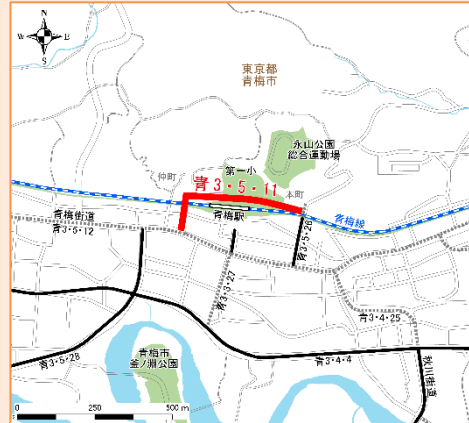 N
W
E
S
東京都
青梅市
永山公園
総合運動場
仲町
第一小
青3・5・11
本町
青梅駅
青梅線
青梅街道
青3・5・12
青3・5・26
青3・3・27
青3・4・25
青3・5・28
青梅市
釜ノ淵公園
青3・4・4
秋川街道
0
250
500 m